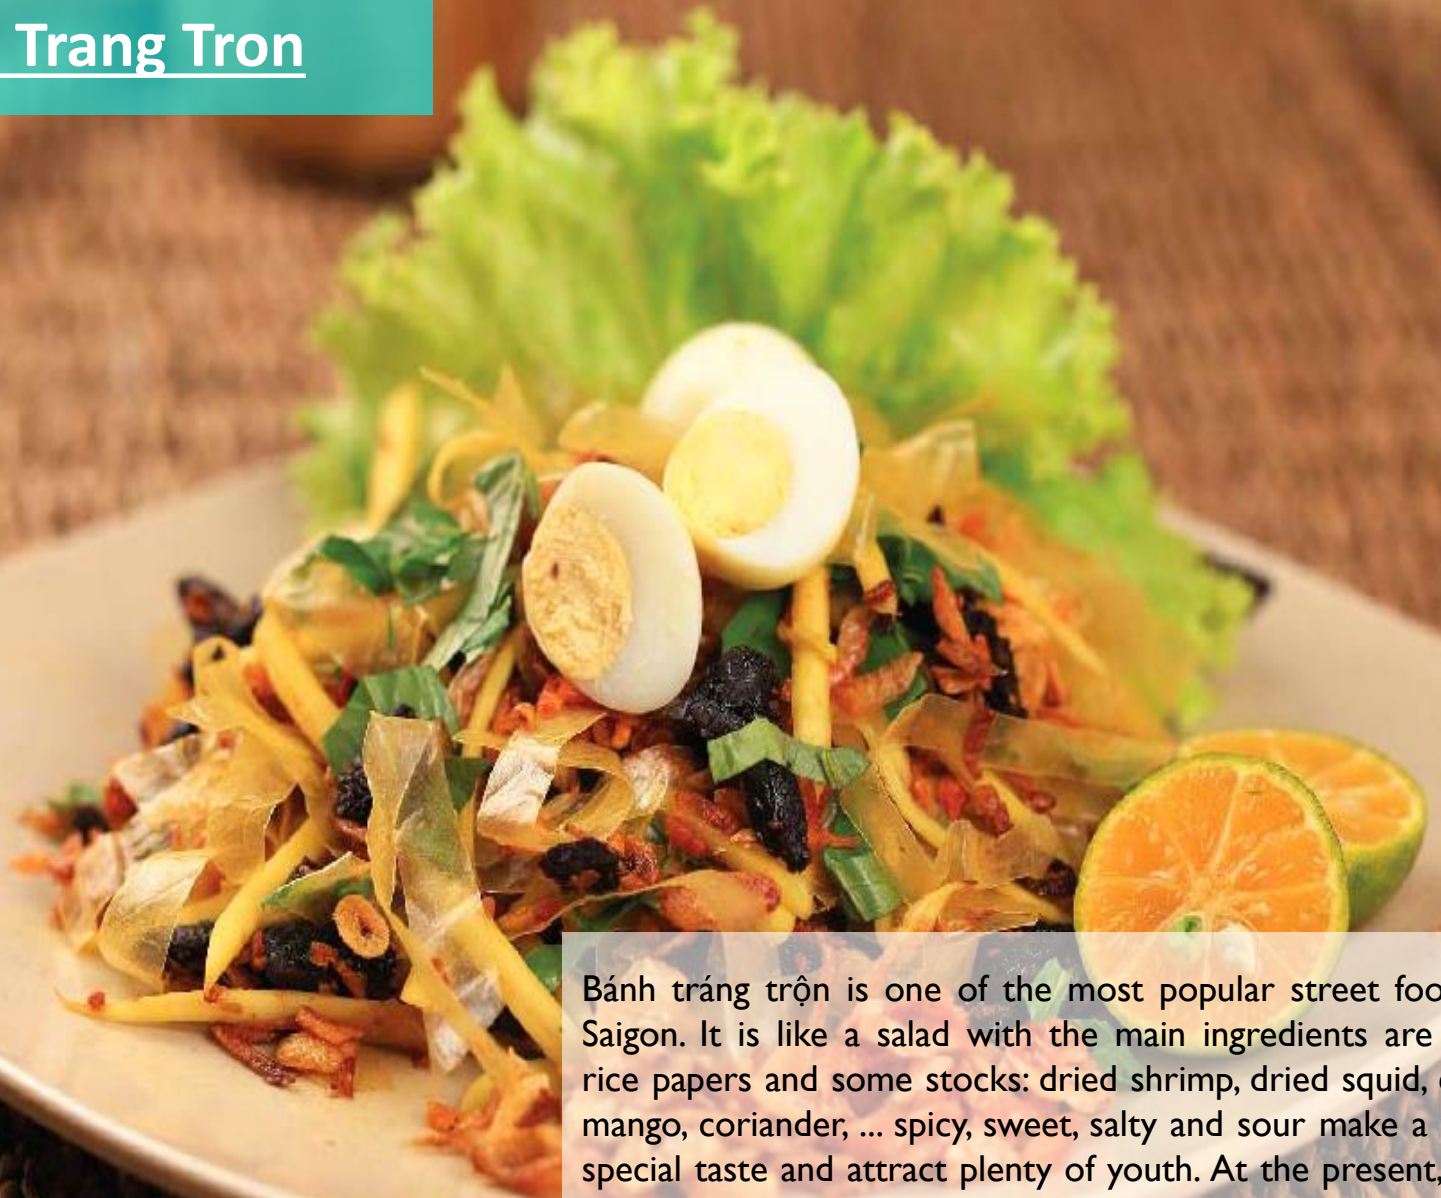 Trang Tron
Bánh tráng trộn is one of the most popular street foo
Saigon. It is like a salad with the main ingredients are
rice papers and some stocks: dried shrimp, dried squid,
mango, coriander, ... spicy, sweet, salty and sour make a
special taste and attract plenty of youth. At the present,